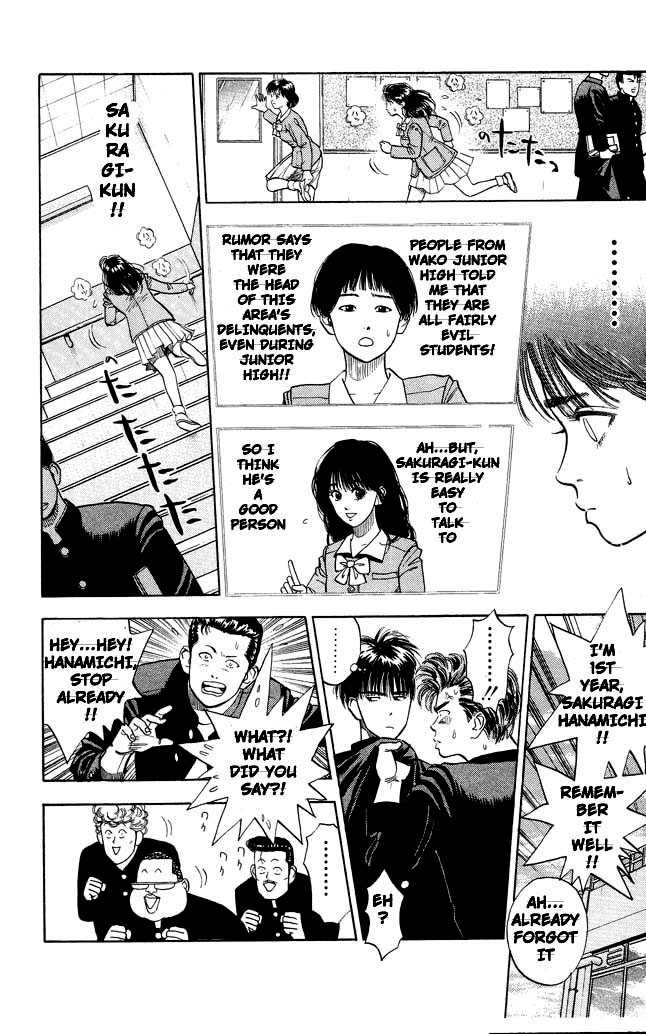 PEOPLE FROM
WAKO JUNIOR
HIGH TOLD
ME THAT
THEY ARE
ALL FAIRLY
EVIL
STUDENTS!
RUMOR SAYS
THAT THEY
WERE
THE HEAD
OF THIS
AREA'S
DELINQUENTS,
EVEN DURING
JUNIOR
HIGH!!
AH...BUT,
SAKURAGI-KUN
IS REALLY
EASY
TO
TALK
TO
SO I
THINK
HE'S
A
GOOD
PERSON
SA
KU
RA
GI-
KUN
!!
I'M
1ST
YEAR,
SAKURAGI
HANAMICHI
!!
REMEM-
BER
IT
WELL
!!
AH...
ALREADY
FORGOT
IT
.......!!
......
EH
?
HEY...HEY!
HANAMICHI,
STOP
ALREADY
!!
WHAT?!
WHAT
DID YOU
SAY?!